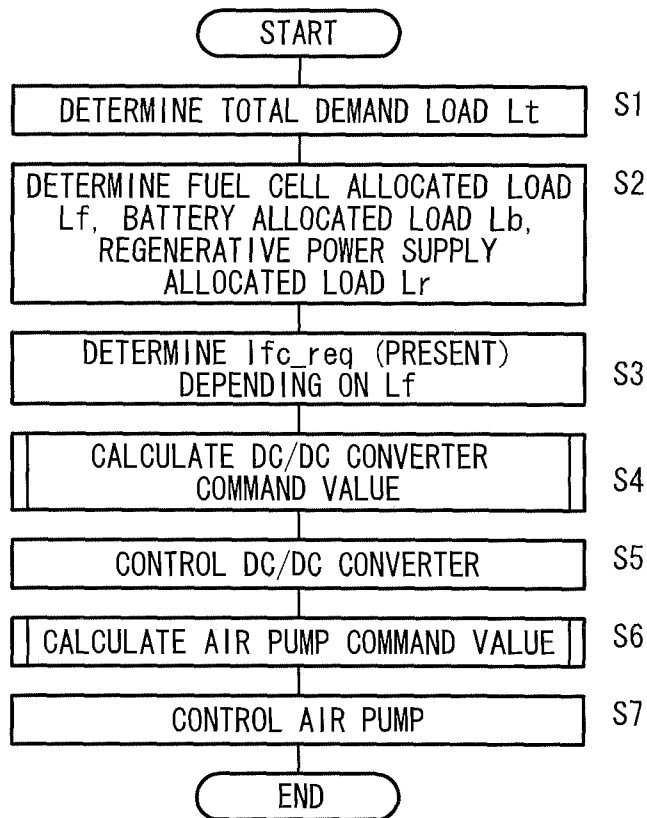 START
DETERMINE TOTAL DEMAND LOAD Lt
S1
DETERMINE FUEL CELL ALLOCATED LOAD
Lf, BATTERY ALLOCATED LOAD Lb,
REGENERATIVE POWER SUPPLY
ALLOCATED LOAD Lr
S2
DETERMINE Ifc_req (PRESENT)
DEPENDING ON Lf
S3
CALCULATE DC/DC CONVERTER
COMMAND VALUE
S4
CONTROL DC/DC CONVERTER
S5
CALCULATE AIR PUMP COMMAND VALUE
S6
CONTROL AIR PUMP
S7
END